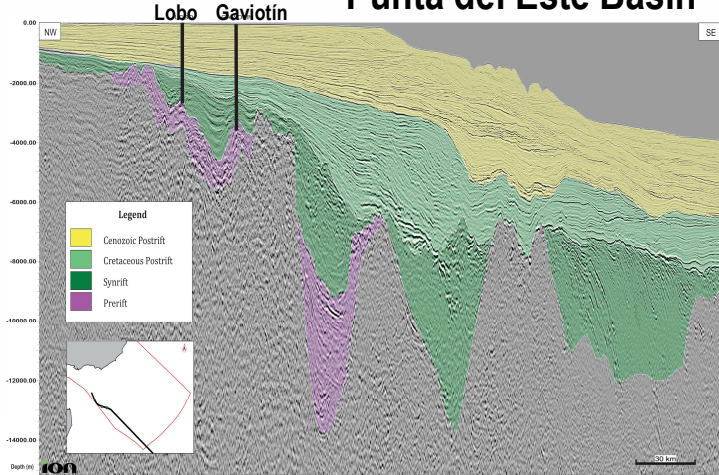 Punta del Este Basin
Lobo Gaviotín
0.00
NW
SE
-2000.00
-4000.00
-6000.00
Legend
Cenozoic Postrift
Cretaceous Postrift
Synrift
Prerift
-8000.00
-10000.00
-12000.00
-14000.00
Depth (m)
ion
30 km